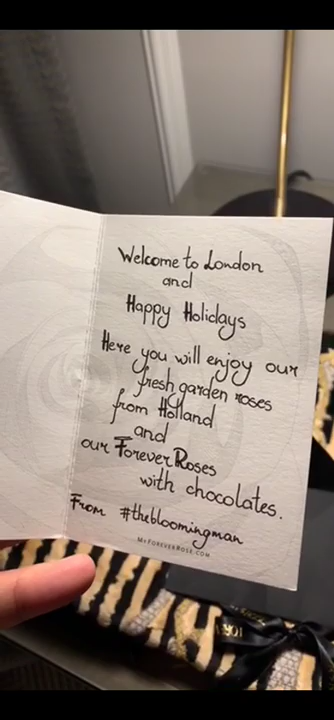 Welcome to London
and
Happy Holidays
Here you will enjoy our
fresh garden roses
from Holland
and
our Forever Roses
with chocolates.
From #thebloomingman
MyForeverRose.com